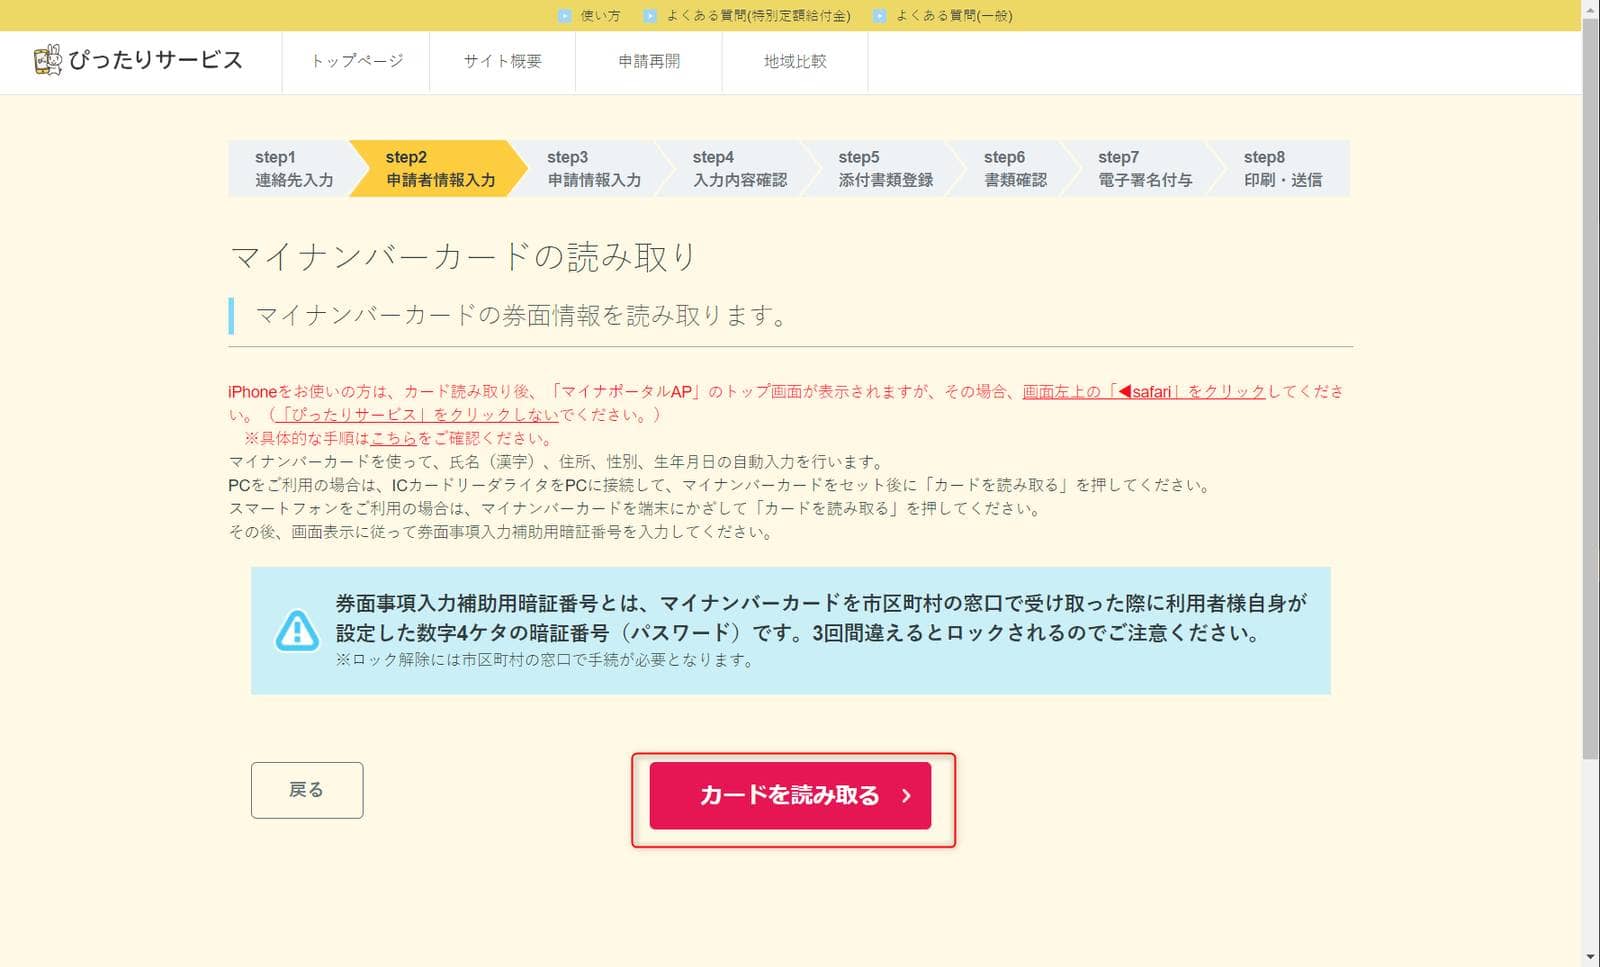 使い方 よくある質問(特別定額給付金) よくある質問(一般)
ぴったりサービス トップページ サイト概要 申請再開 地域比較
step1 step2 step3 step4 step5 step6 step7 step8
連絡先入力 申請者情報入力 申請情報入力 入力内容確認 添付書類登録 書類確認 電子署名付与 印刷・送信
マイナンバーカードの読み取り
マイナンバーカードの券面情報を読み取ります。
iPhoneをお使いの方は、カード読み取り後、「マイナポータルAP」のトップ画面が表示されますが、その場合、画面左上の「◀safari」をクリックしてくださ
い。（「ぴったりサービス」をクリックしないでください。）
※具体的な手順はこちらをご確認ください。
マイナンバーカードを使って、氏名（漢字）、住所、性別、生年月日の自動入力を行います。
PCをご利用の場合は、ICカードリーダライタをPCに接続して、マイナンバーカードをセット後に「カードを読み取る」を押してください。
スマートフォンをご利用の場合は、マイナンバーカードを端末にかざして「カードを読み取る」を押してください。
その後、画面表示に従って券面事項入力補助用暗証番号を入力してください。
券面事項入力補助用暗証番号とは、マイナンバーカードを市区町村の窓口で受け取った際に利用者様自身が
設定した数字4ケタの暗証番号（パスワード）です。3回間違えるとロックされるのでご注意ください。
※ロック解除には市区町村の窓口で手続が必要となります。
戻る カードを読み取る